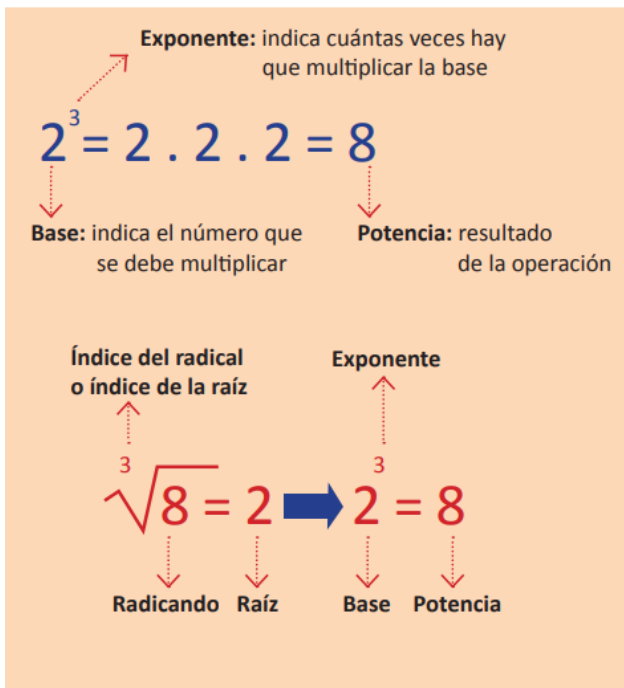 Exponente: indica cuántas veces hay
que multiplicar la base
2³ = 2 . 2 . 2 = 8
Base: indica el número que
se debe multiplicar
Potencia: resultado
de la operación
Índice del radical
o índice de la raíz
Exponente
³√8 = 2 2³ = 8
Radicando Raíz Base Potencia